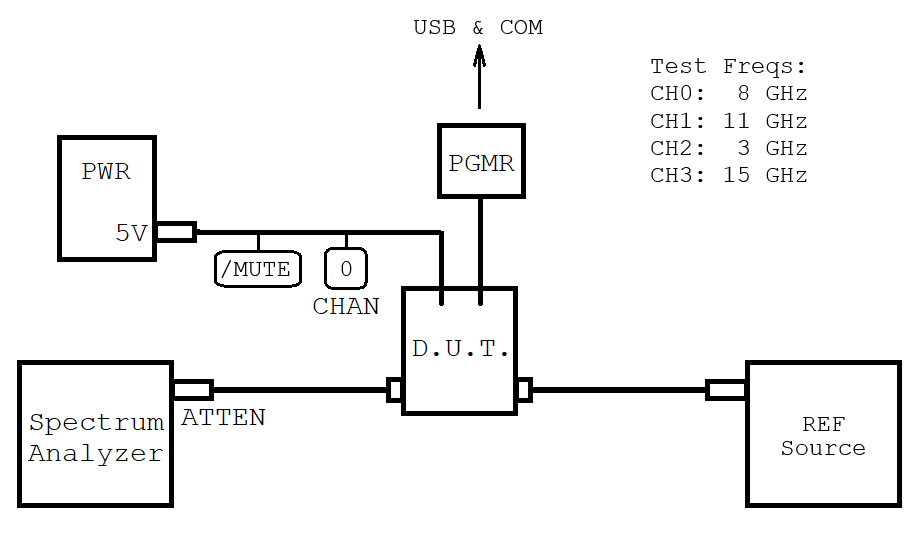 USB & COM
Test Freqs:
CH0:  8 GHz
CH1: 11 GHz
CH2:  3 GHz
CH3: 15 GHz
PGMR
PWR
5V
/MUTE
0
CHAN
D.U.T.
ATTEN
Spectrum
Analyzer
REF
Source